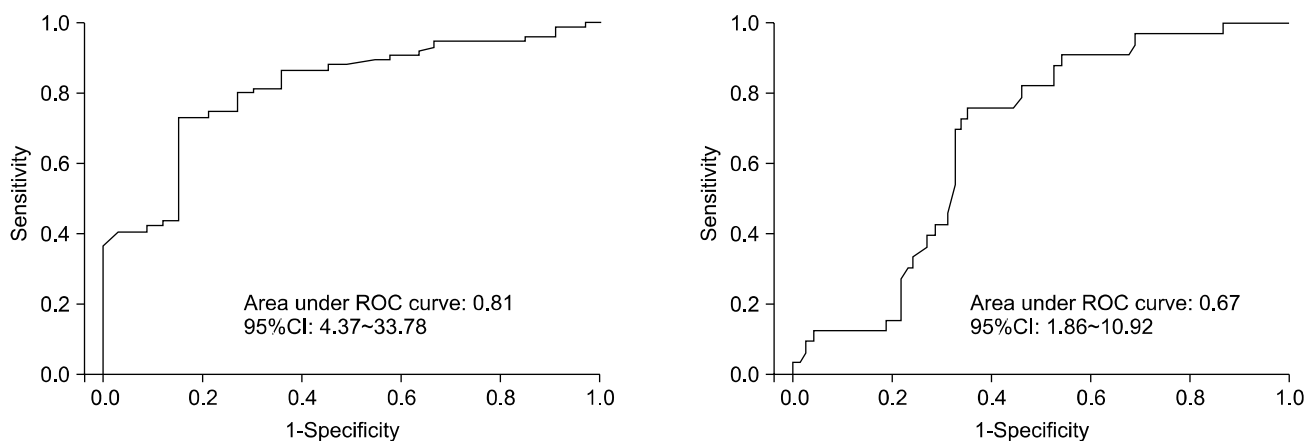 1.0
0.8
0.6
0.4
0.2
0.0
Sensitivity
Area under ROC curve: 0.81
95%CI: 4.37~33.78
0.0 0.2 0.4 0.6 0.8 1.0
1-Specificity
1.0
0.8
0.6
0.4
0.2
0.0
Sensitivity
Area under ROC curve: 0.67
95%CI: 1.86~10.92
0.0 0.2 0.4 0.6 0.8 1.0
1-Specificity